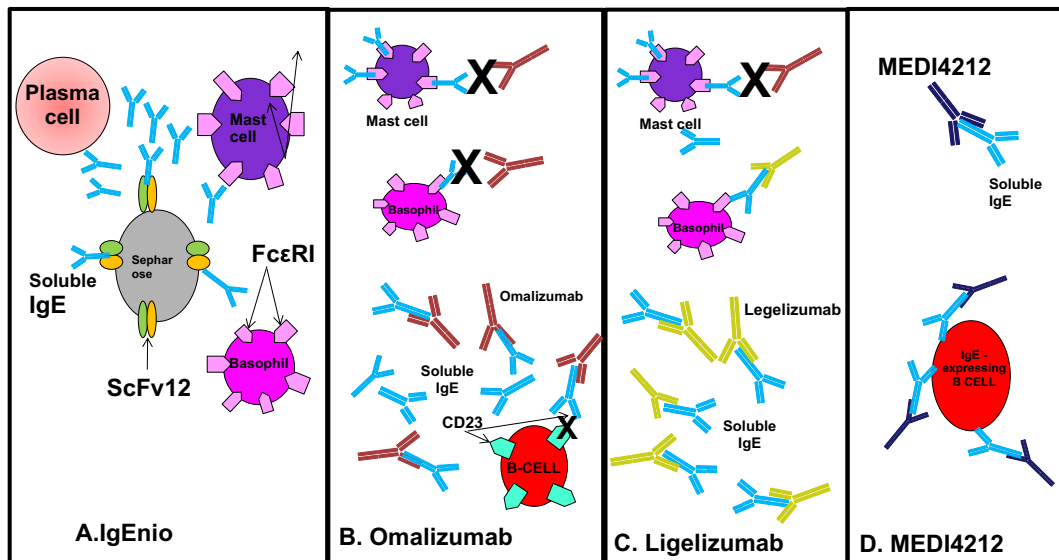 Plasma
cell
Mast
cell
Sephar
ose
Soluble
IgE
FcεRI
Basophil
ScFv12
A.IgEnio
Mast cell
X
X
Basophil
Omalizumab
Soluble
IgE
CD23
X
B-CELL
B. Omalizumab
Mast cell
X
Basophil
Legelizumab
Soluble
IgE
C. Ligelizumab
MEDI4212
Soluble
IgE
IgE -
expressing
B CELL
D. MEDI4212